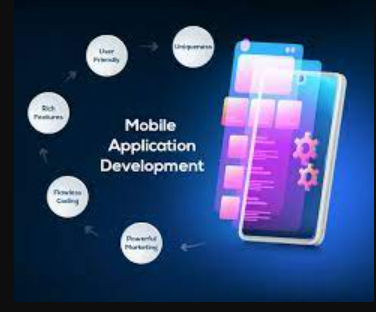 User
Friendly
Uniqueness
Rich
Features
Mobile
Application
Development
Flawless
Coding
Powerful
Marketing